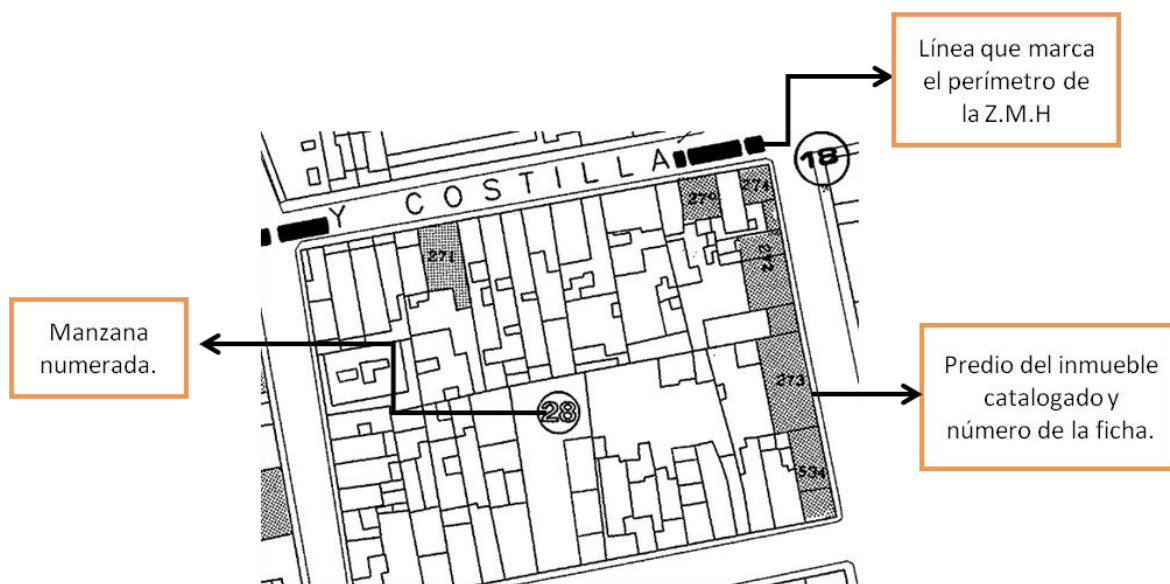 Línea que marca
el perímetro de
la Z.M.H
18
Y COSTILLA
270
274
271
272
Manzana
numerada.
273
Predio del inmueble
catalogado y
número de la ficha.
28
534